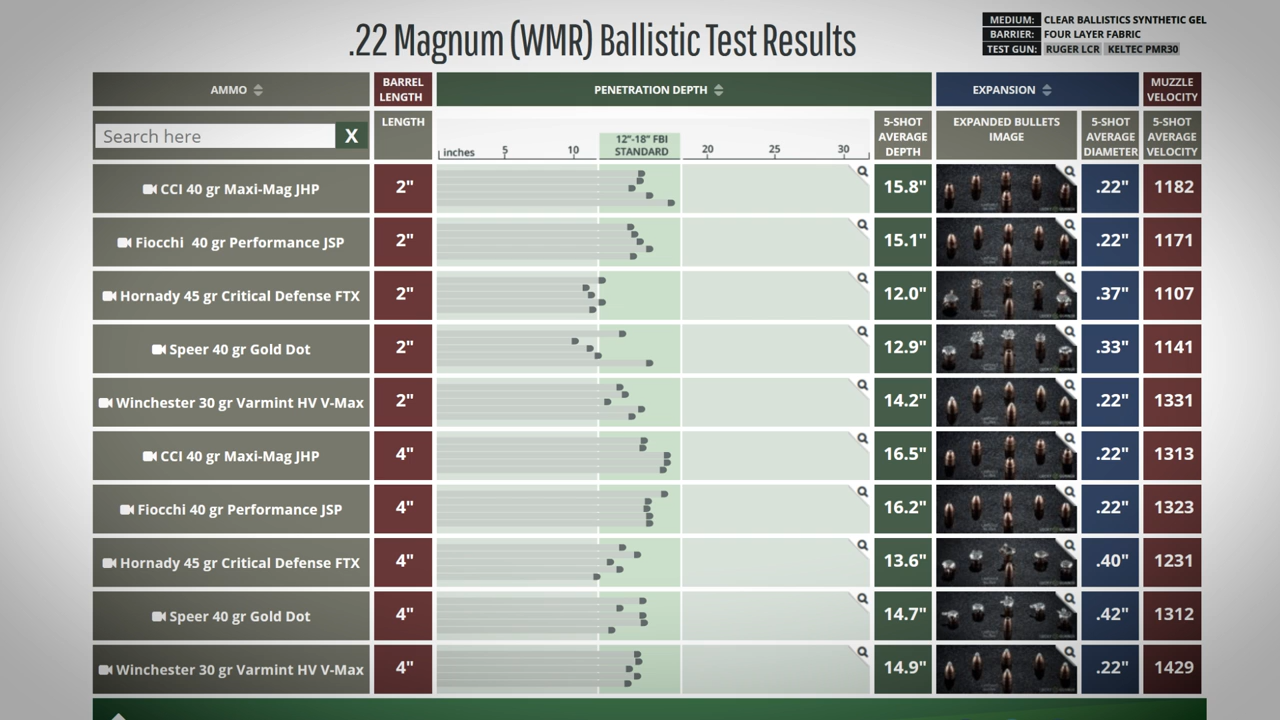 .22 Magnum (WMR) Ballistic Test Results
MEDIUM: CLEAR BALLISTICS SYNTHETIC GEL
BARRIER: FOUR LAYER FABRIC
TEST GUN: RUGER LCR KELTEC PMR30
AMMO BARREL LENGTH PENETRATION DEPTH EXPANSION MUZZLE VELOCITY
Search here X LENGTH
inches 5 10 12"-18" FBI STANDARD 20 25 30
5-SHOT AVERAGE DEPTH
EXPANDED BULLETS IMAGE
5-SHOT AVERAGE DIAMETER
5-SHOT AVERAGE VELOCITY
CCI 40 gr Maxi-Mag JHP 2" 15.8" .22" 1182
Fiocchi 40 gr Performance JSP 2" 15.1" .22" 1171
Hornady 45 gr Critical Defense FTX 2" 12.0" .37" 1107
Speer 40 gr Gold Dot 2" 12.9" .33" 1141
Winchester 30 gr Varmint HV V-Max 2" 14.2" .22" 1331
CCI 40 gr Maxi-Mag JHP 4" 16.5" .22" 1313
Fiocchi 40 gr Performance JSP 4" 16.2" .22" 1323
Hornady 45 gr Critical Defense FTX 4" 13.6" .40" 1231
Speer 40 gr Gold Dot 4" 14.7" .42" 1312
Winchester 30 gr Varmint HV V-Max 4" 14.9" .22" 1429